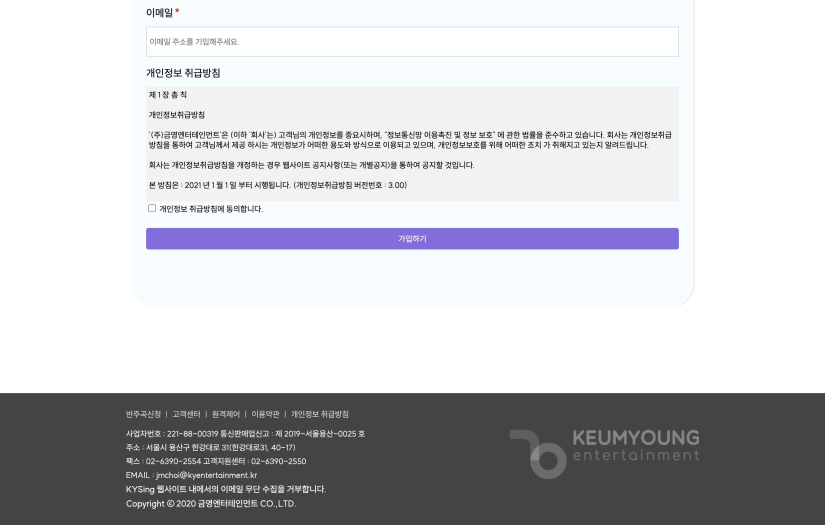 이메일 *
이메일 주소를 기입해주세요.
개인정보 취급방침
제 1 장 총 칙
개인정보취급방침
'(주)금영엔터테인먼트'은 (이하 '회사'는) 고객님의 개인정보를 중요시하며, "정보통신망 이용촉진 및 정보 보호" 에 관한 법률을 준수하고 있습니다. 회사는 개인정보취급
방침을 통하여 고객님께서 제공 하시는 개인정보가 어떠한 용도와 방식으로 이용되고 있으며, 개인정보보호를 위해 어떠한 조치 가 취해지고 있는지 알려드립니다.
회사는 개인정보취급방침을 개정하는 경우 웹사이트 공지사항(또는 개별공지)을 통하여 공지할 것입니다.
본 방침은 : 2021 년 1 월 1 일 부터 시행됩니다. (개인정보취급방침 버전번호 : 3.00)
개인정보 취급방침에 동의합니다.
가입하기
반주곡신청 | 고객센터 | 원격제어 | 이용약관 | 개인정보 취급방침
사업자번호 : 221-88-00319 통신판매업신고 : 제 2019-서울용산-0025 호
주소 : 서울시 용산구 한강대로 31(한강대로31, 40-17)
팩스 : 02-6390-2554 고객지원센터 : 02-6390-2550
EMAIL : jmchoi@kyentertainment.kr
KYSing 웹사이트 내에서의 이메일 무단 수집을 거부합니다.
Copyright © 2020 금영엔터테인먼트 CO.,LTD.
KEUMYOUNG
entertainment